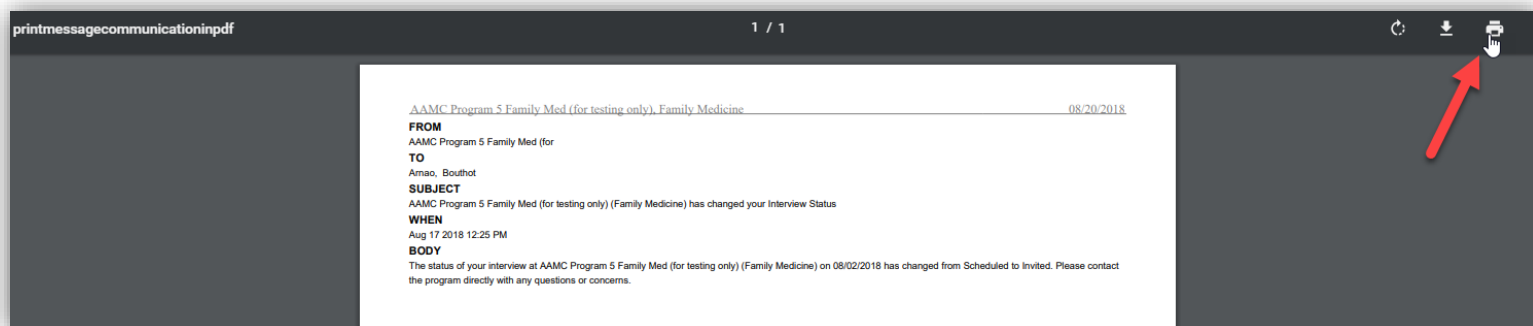 printmessagecommunicationinpdf 1 / 1
AAMC Program 5 Family Med (for testing only), Family Medicine 08/20/2018
FROM
AAMC Program 5 Family Med (for
TO
Arnao, Bouthot
SUBJECT
AAMC Program 5 Family Med (for testing only) (Family Medicine) has changed your Interview Status
WHEN
Aug 17 2018 12:25 PM
BODY
The status of your interview at AAMC Program 5 Family Med (for testing only) (Family Medicine) on 08/02/2018 has changed from Scheduled to Invited. Please contact
the program directly with any questions or concerns.